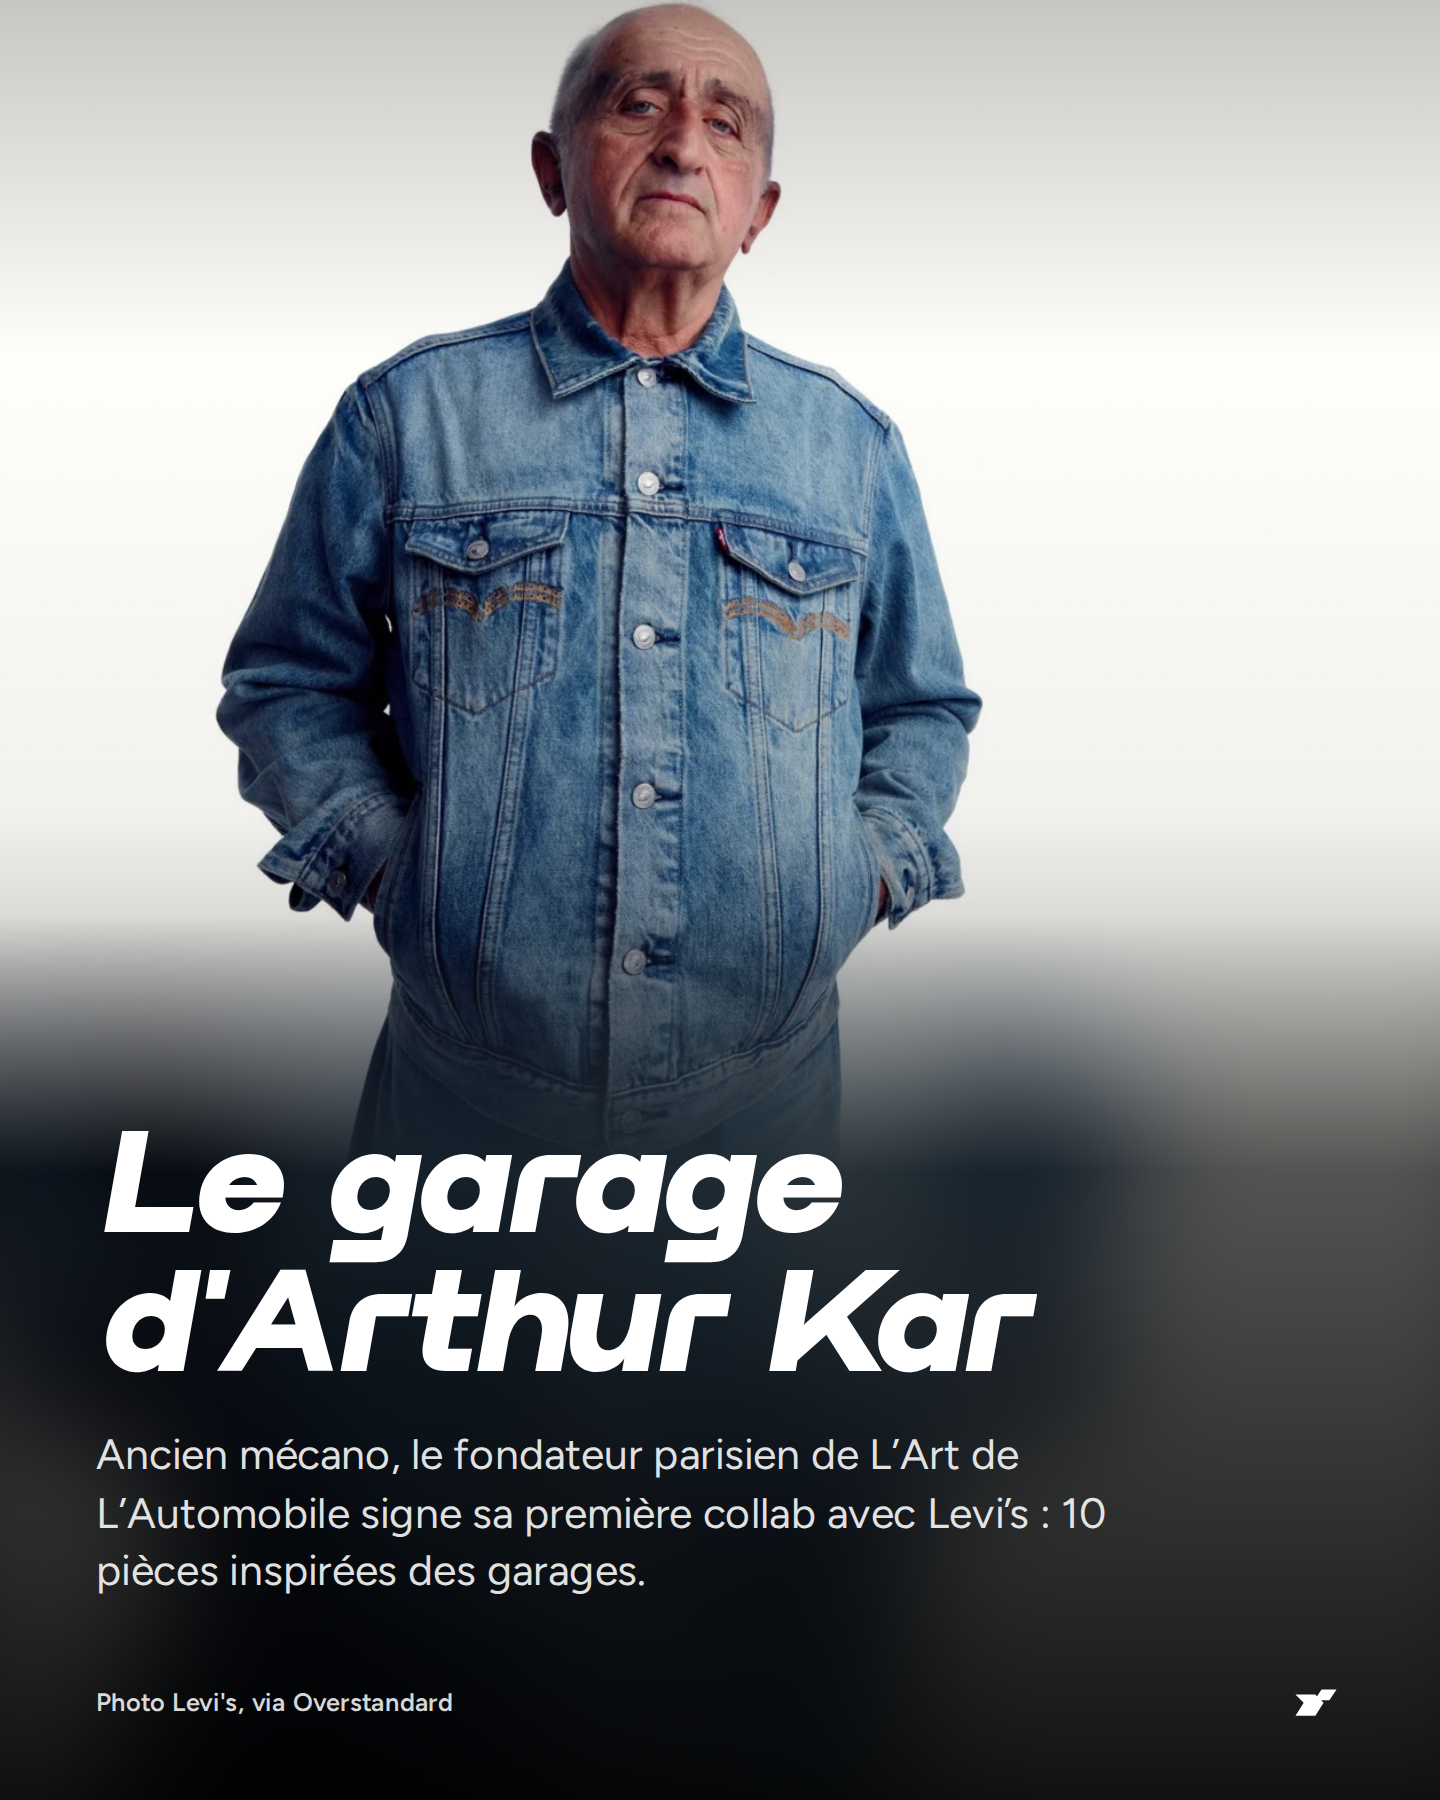 Le garage
d'Arthur Kar
Ancien mécano, le fondateur parisien de L’Art de
L’Automobile signe sa première collab avec Levi’s : 10
pièces inspirées des garages.
Photo Levi's, via Overstandard